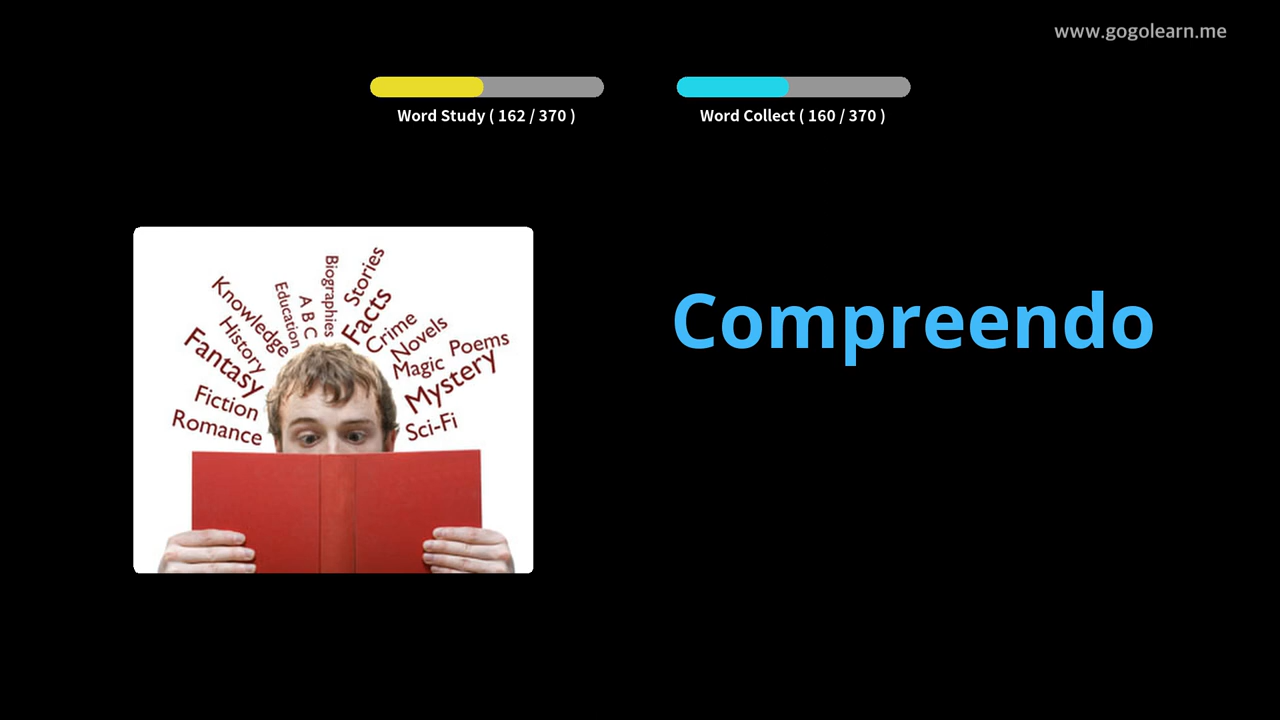 www.gogolearn.me
Word Study ( 162 / 370 )
Word Collect ( 160 / 370 )
Compreendo
Biographies
Stories
Education
A B C
Facts
Knowledge
History
Crime
Novels
Fantasy
Magic
Poems
Mystery
Fiction
Romance
Sci-Fi